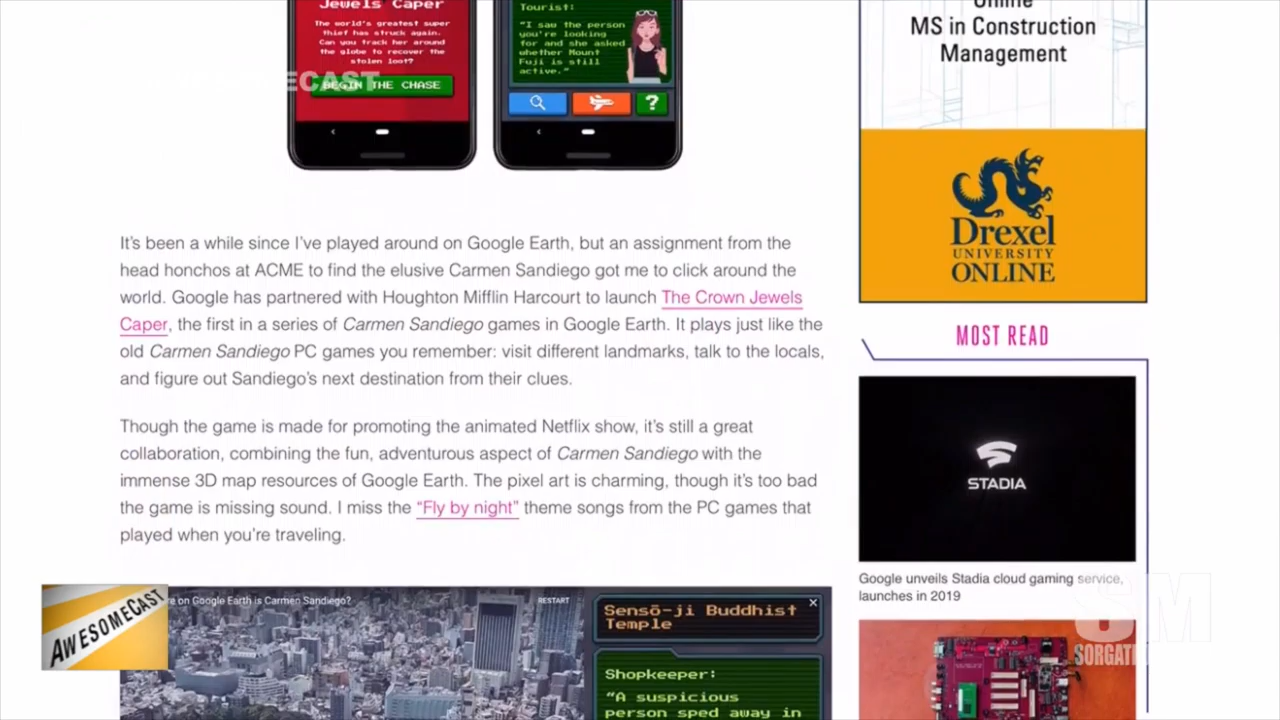 Jewels Caper
The world's greatest super
thief has struck again.
Can you track her around
the globe to recover the
stolen loot?
BEGIN THE CHASE
Tourist:
"I saw the person
you're looking
for and she asked
whether Mount
Fuji is still
active."
?
Online
MS in Construction
Management
Drexel
UNIVERSITY
ONLINE
It's been a while since I've played around on Google Earth, but an assignment from the
head honchos at ACME to find the elusive Carmen Sandiego got me to click around the
world. Google has partnered with Houghton Mifflin Harcourt to launch The Crown Jewels
Caper, the first in a series of Carmen Sandiego games in Google Earth. It plays just like the
old Carmen Sandiego PC games you remember: visit different landmarks, talk to the locals,
and figure out Sandiego's next destination from their clues.
Though the game is made for promoting the animated Netflix show, it's still a great
collaboration, combining the fun, adventurous aspect of Carmen Sandiego with the
immense 3D map resources of Google Earth. The pixel art is charming, though it's too bad
the game is missing sound. I miss the "Fly by night" theme songs from the PC games that
played when you're traveling.
MOST READ
STADIA
Google unveils Stadia cloud gaming service,
launches in 2019
AWESOMECAST
on Google Earth is Carmen Sandiego?
RESTART
Sensō-ji Buddhist
Temple
Shopkeeper:
"A suspicious
person sped away in
SM